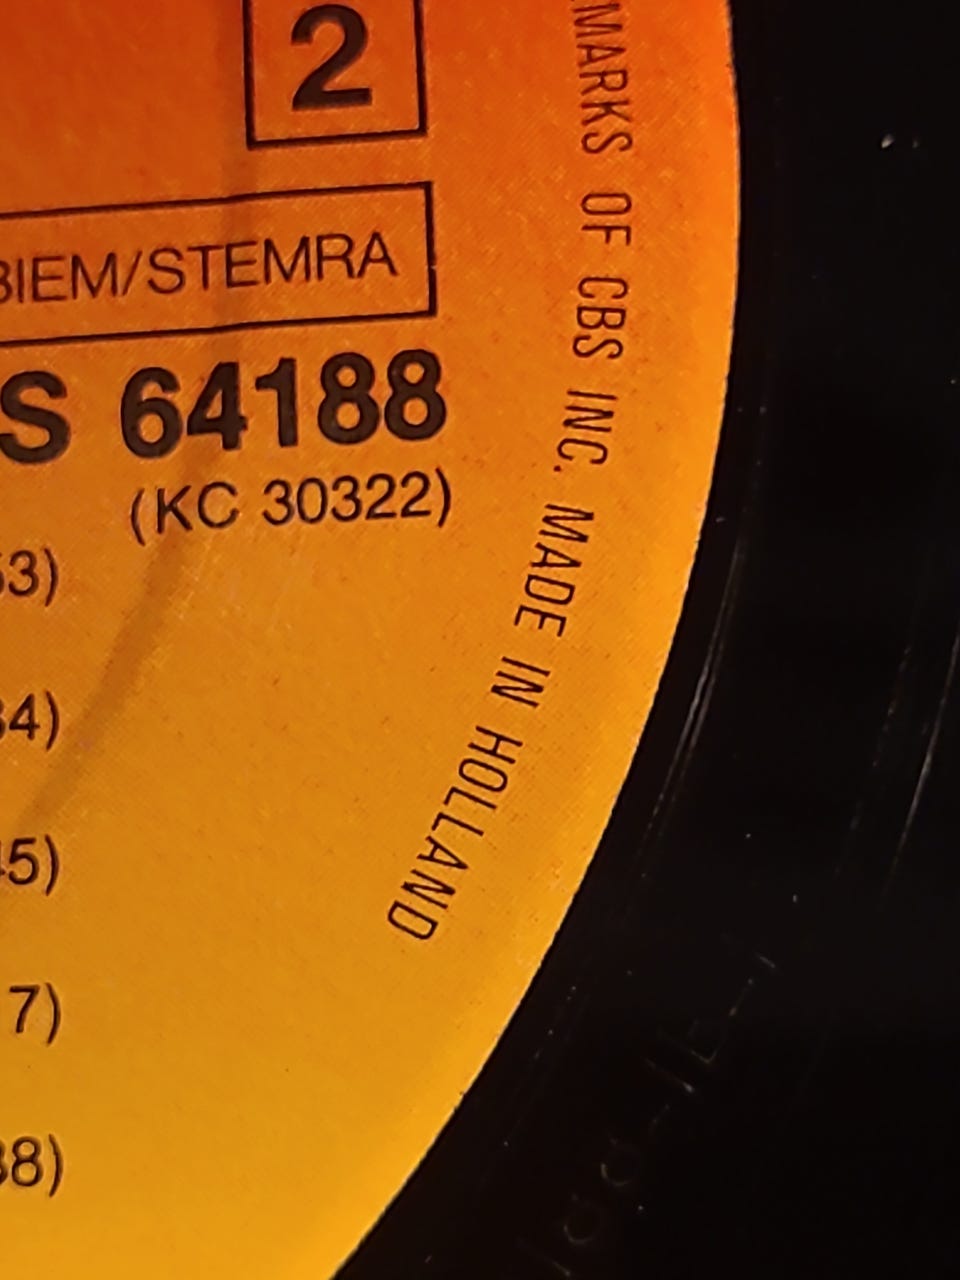 2
BIEM/STEMRA
S 64188
(KC 30322)
3)
4)
5)
7)
8)
MARKS OF CBS INC. MADE IN HOLLAND